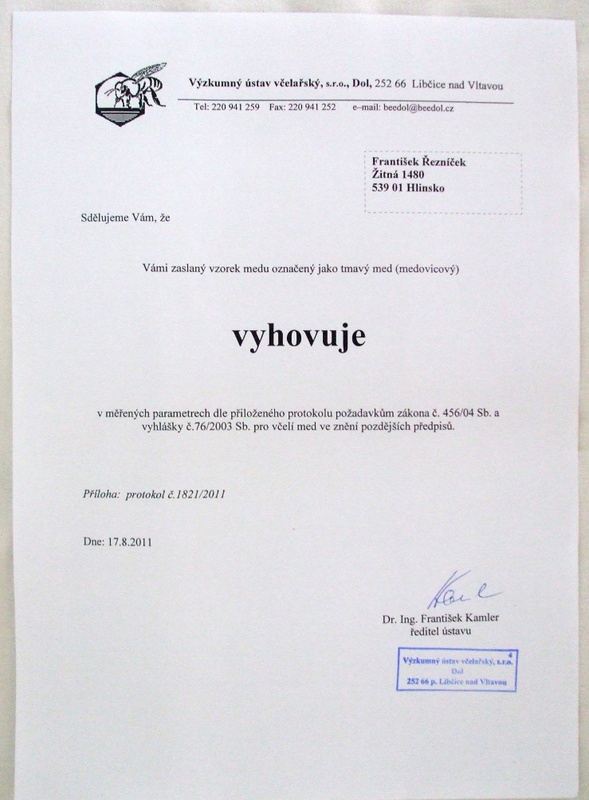 Výzkumný ústav včelařský, s.r.o., Dol, 252 66 Libčice nad Vltavou
Tel: 220 941 259 Fax: 220 941 252 e-mail: beedol@beedol.cz
František Řezníček
Žitná 1480
539 01 Hlinsko
Sdělujeme Vám, že
Vámi zaslaný vzorek medu označený jako tmavý med (medovicový)
vyhovuje
v měřených parametrech dle přiloženého protokolu požadavkům zákona č. 456/04 Sb. a
vyhlášky č.76/2003 Sb. pro včelí med ve znění pozdějších předpisů.
Příloha: protokol č.1821/2011
Dne: 17.8.2011
Dr. Ing. František Kamler
ředitel ústavu
4
Výzkumný ústav včelařský, s.r.o.
Dol
252 66 p. Libčice nad Vltavou